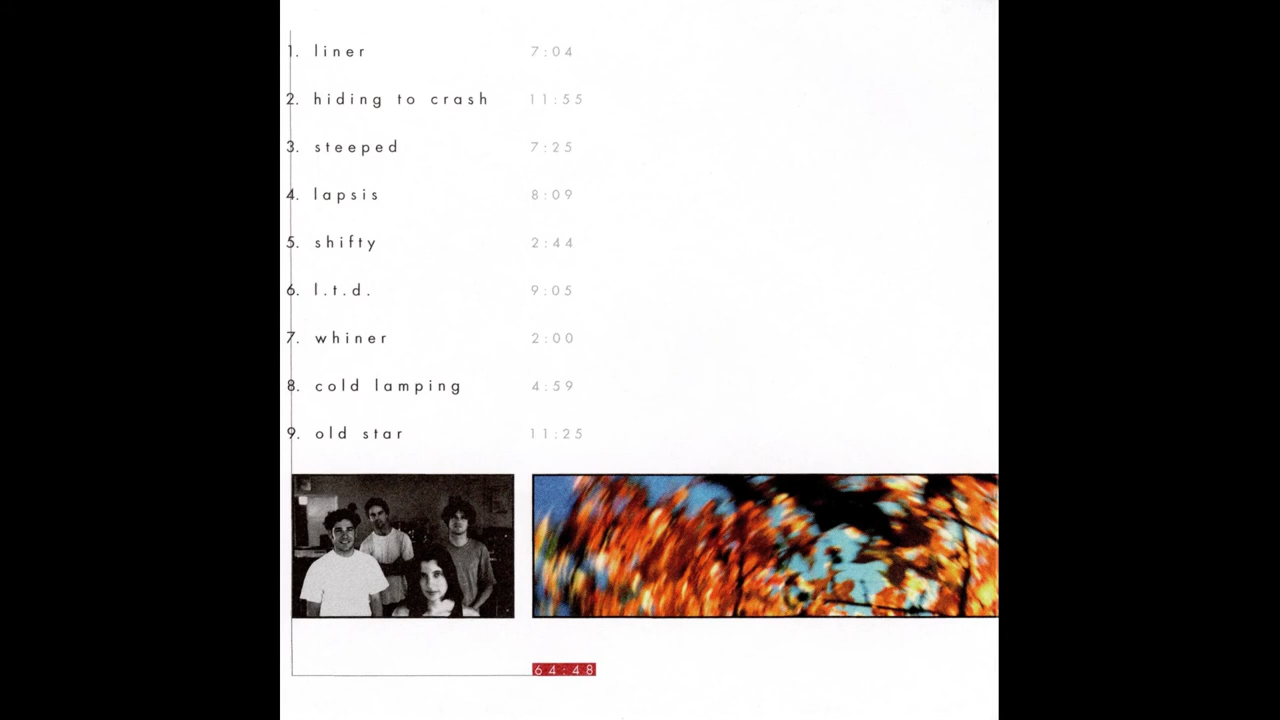 1. liner 7:04
2. hiding to crash 11:55
3. steeped 7:25
4. lapsis 8:09
5. shifty 2:44
6. l.t.d. 9:05
7. whiner 2:00
8. cold lamping 4:59
9. old star 11:25
64:48